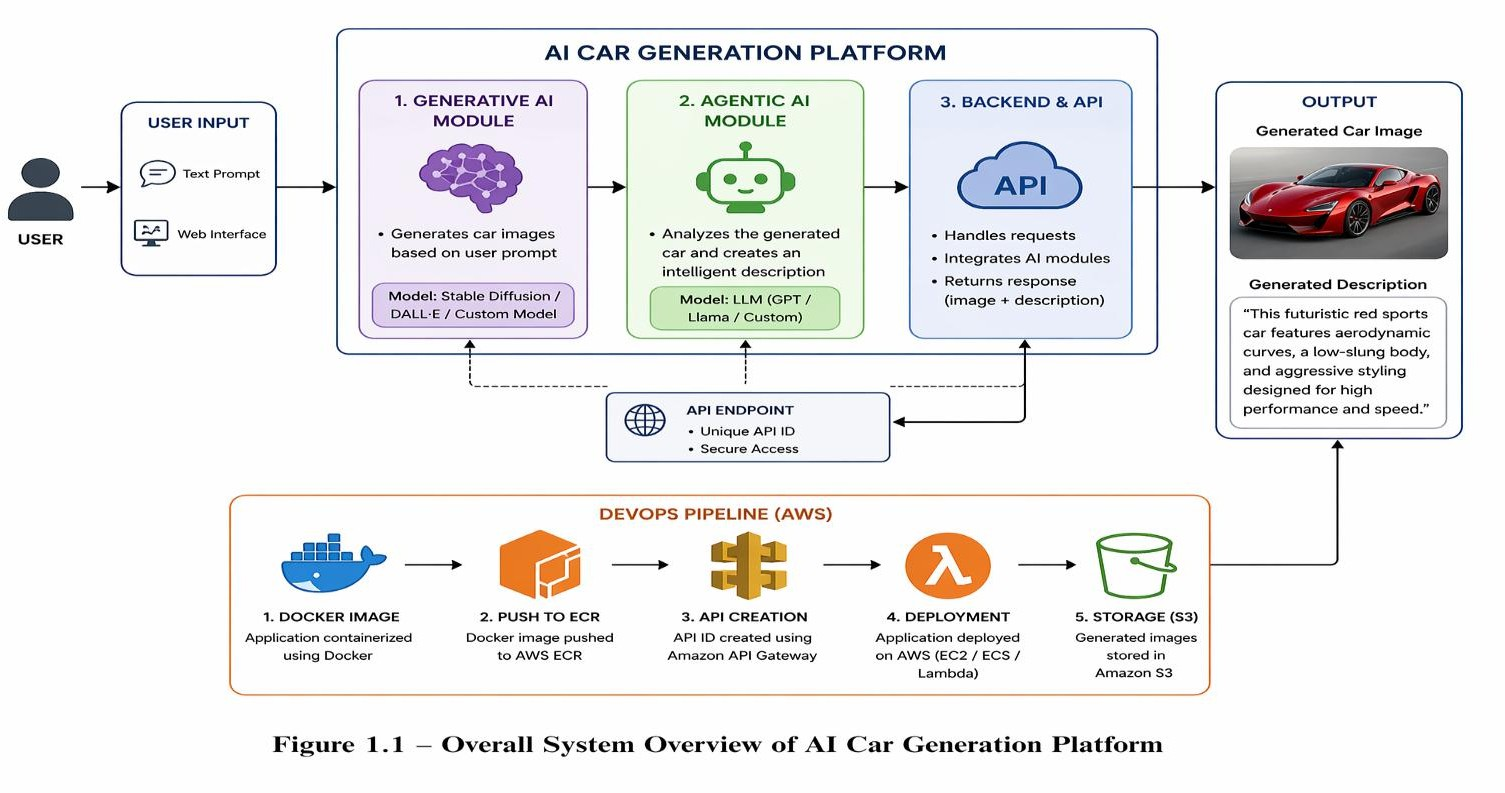 AI CAR GENERATION PLATFORM
USER
USER INPUT
Text Prompt
Web Interface
1. GENERATIVE AI
MODULE
• Generates car images
based on user prompt
Model: Stable Diffusion /
DALL·E / Custom Model
2. AGENTIC AI
MODULE
• Analyzes the generated
car and creates an
intelligent description
Model: LLM (GPT /
Llama / Custom)
3. BACKEND & API
API
• Handles requests
• Integrates AI modules
• Returns response
(image + description)
OUTPUT
Generated Car Image
Generated Description
“This futuristic red sports
car features aerodynamic
curves, a low-slung body,
and aggressive styling
designed for high
performance and speed.”
API ENDPOINT
• Unique API ID
• Secure Access
DEVOPS PIPELINE (AWS)
1. DOCKER IMAGE
Application containerized
using Docker
2. PUSH TO ECR
Docker image pushed
to AWS ECR
3. API CREATION
API ID created using
Amazon API Gateway
λ
4. DEPLOYMENT
Application deployed
on AWS (EC2 / ECS /
Lambda)
5. STORAGE (S3)
Generated images
stored in
Amazon S3
Figure 1.1 – Overall System Overview of AI Car Generation Platform